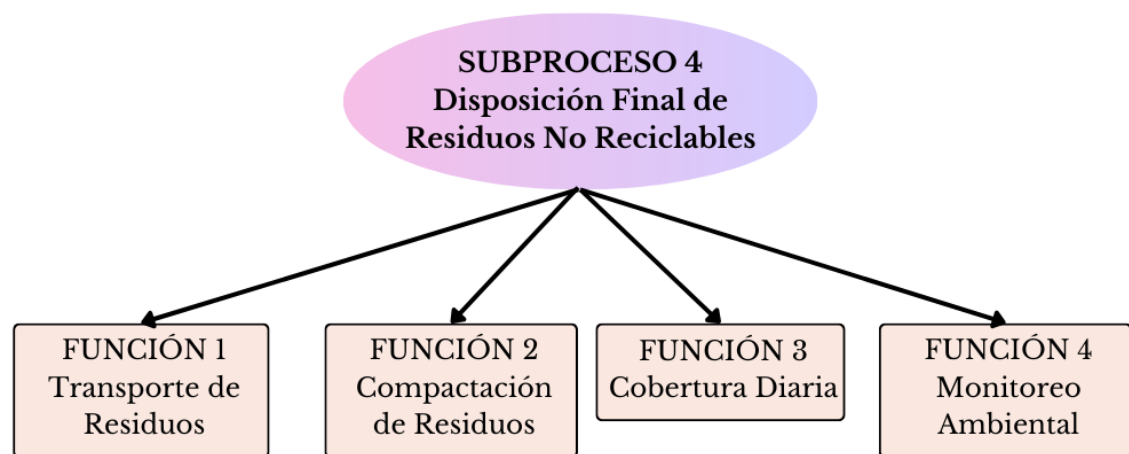 SUBPROCESO 4
Disposición Final de
Residuos No Reciclables
FUNCIÓN 1
Transporte de
Residuos
FUNCIÓN 2
Compactación
de Residuos
FUNCIÓN 3
Cobertura Diaria
FUNCIÓN 4
Monitoreo
Ambiental